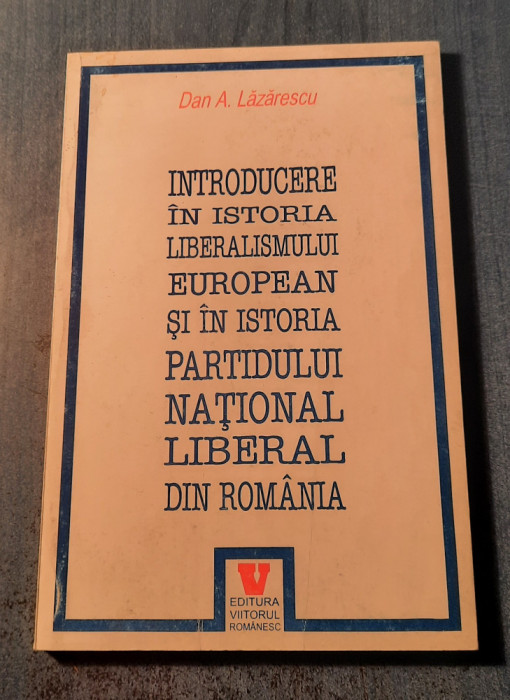 Dan A. Lăzărescu
INTRODUCERE
ÎN ISTORIA
LIBERALISMULUI
EUROPEAN
ŞI ÎN ISTORIA
PARTIDULUI
NAŢIONAL
LIBERAL
DIN ROMÂNIA
V
EDITURA
VIITORUL
ROMÂNESC